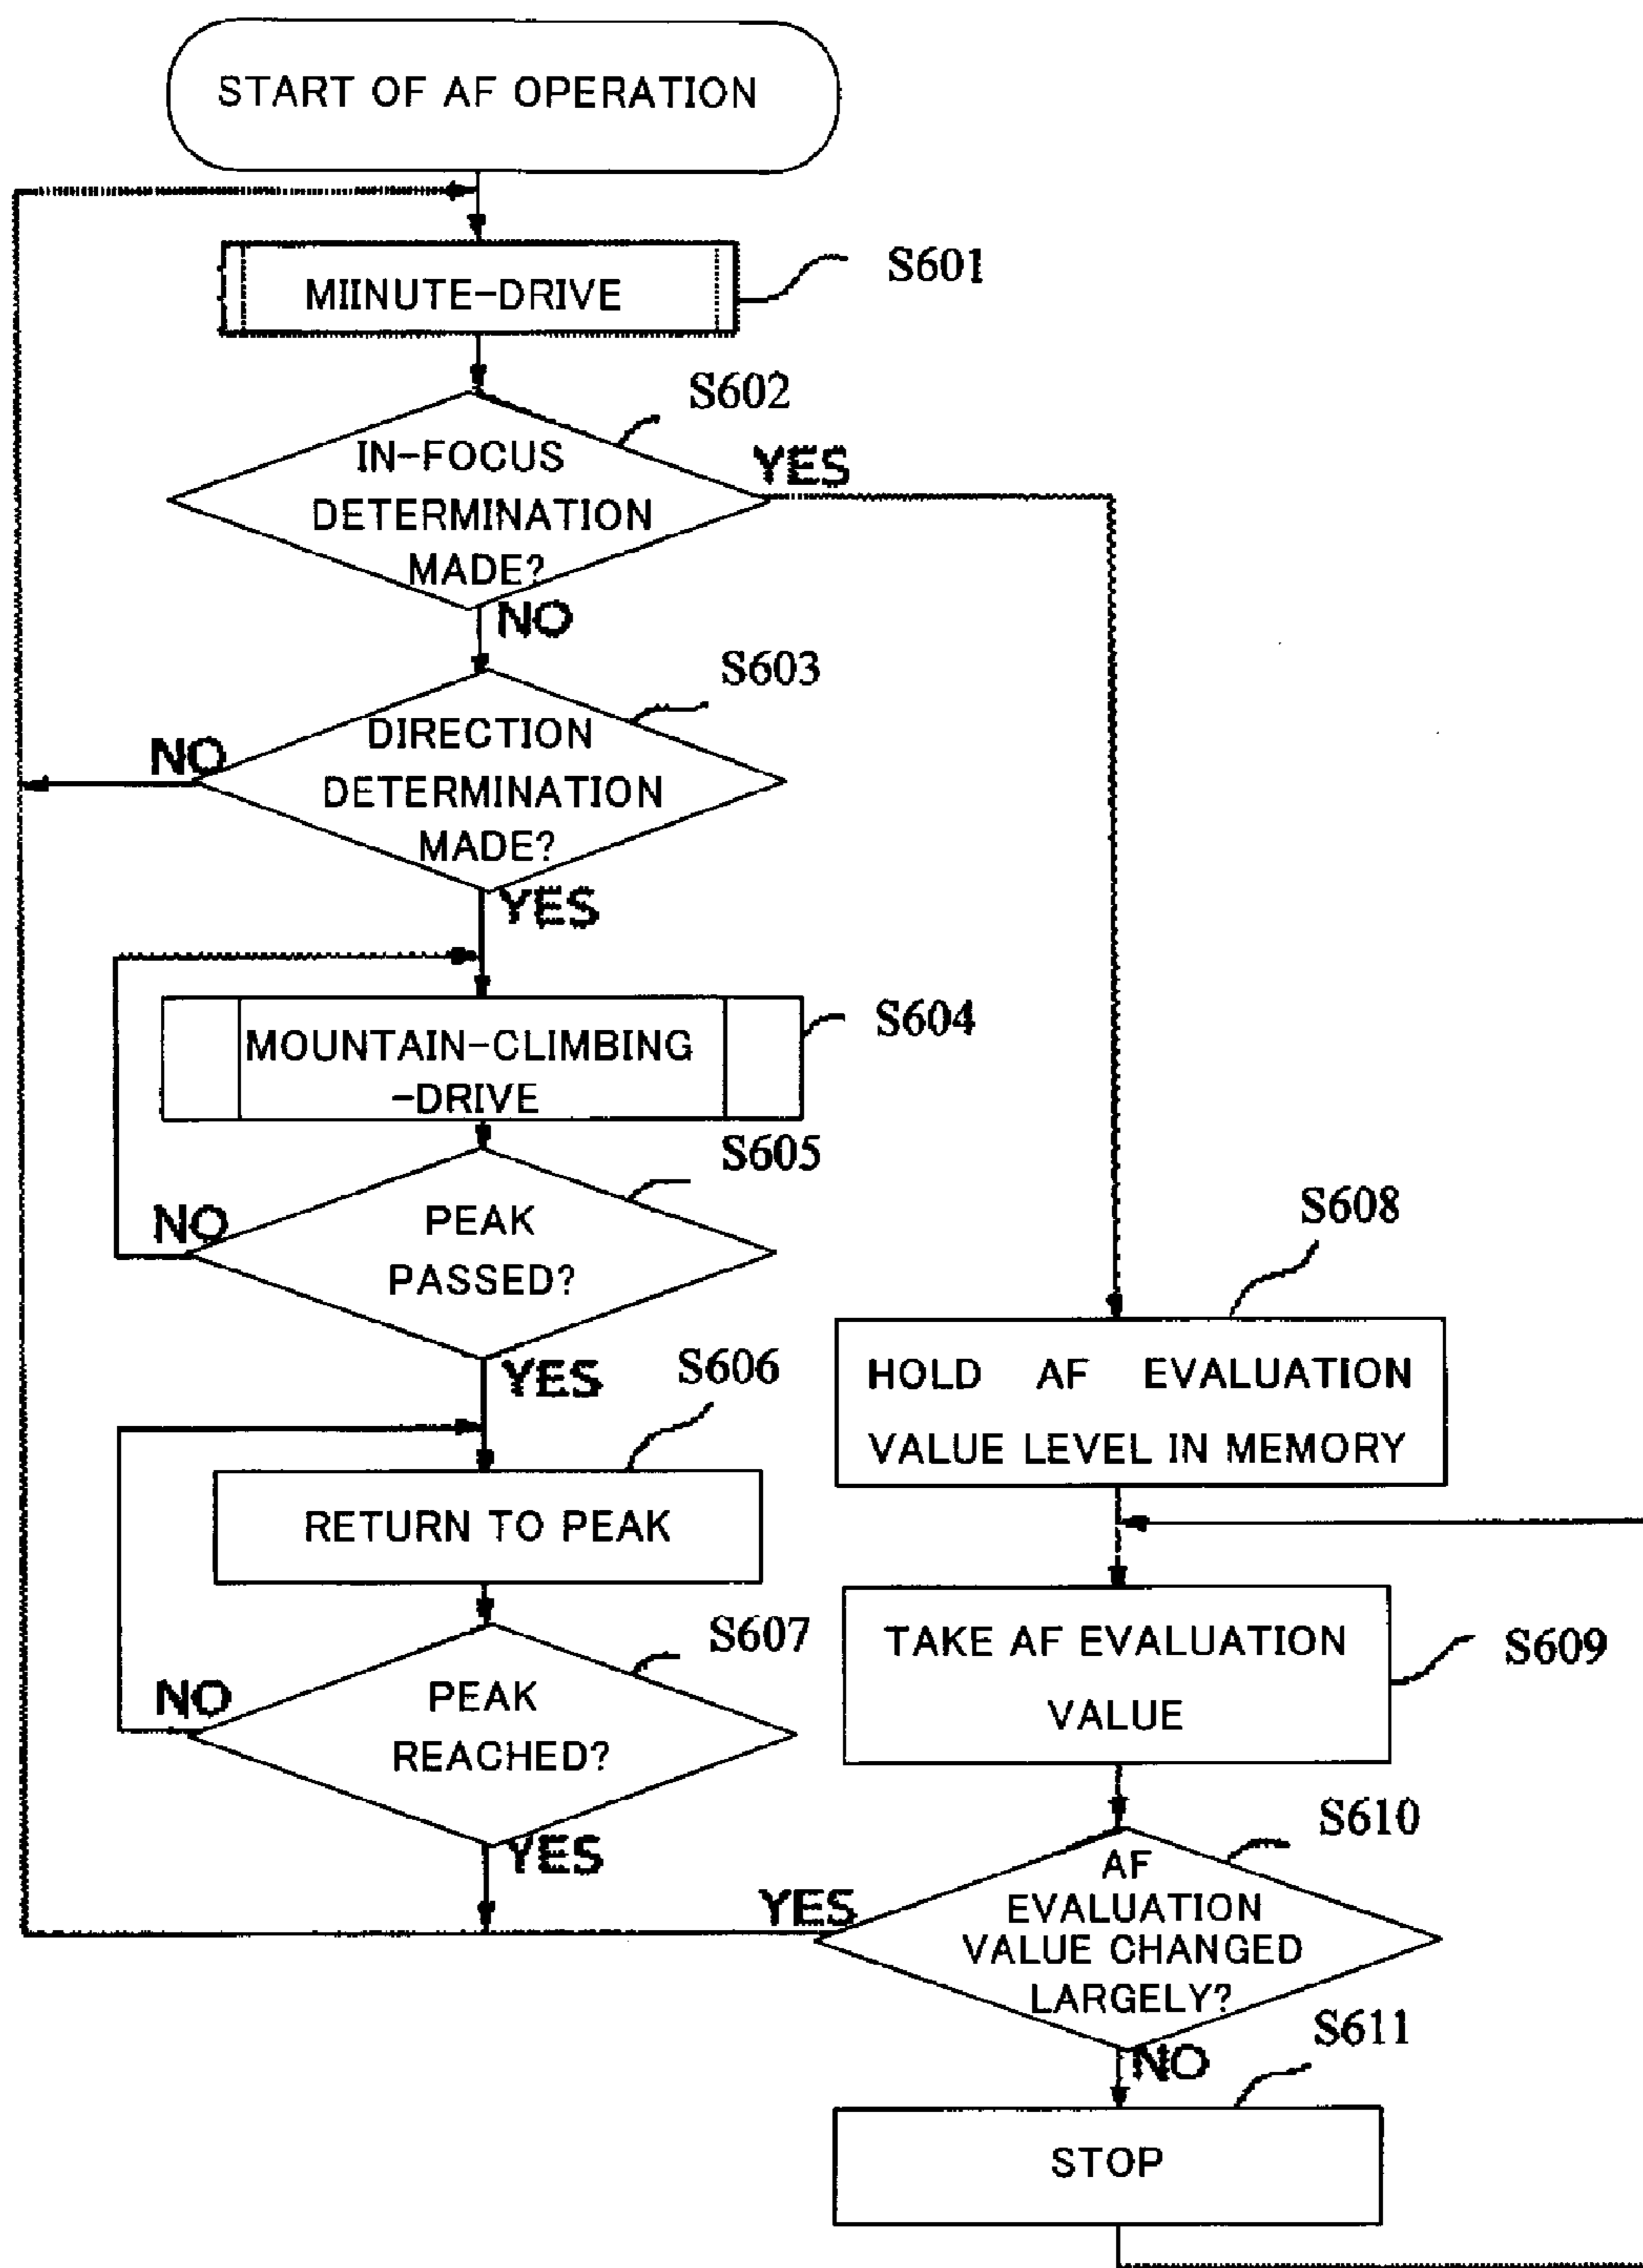 START OF AF OPERATION
MIINUTE-DRIVE
S601
S602
IN-FOCUS
DETERMINATION
MADE?
YES
NO
S603
DIRECTION
DETERMINATION
MADE?
NO
YES
MOUNTAIN-CLIMBING
-DRIVE
S604
S605
PEAK
PASSED?
NO
YES
S606
RETURN TO PEAK
S607
PEAK
REACHED?
NO
YES
S608
HOLD AF EVALUATION
VALUE LEVEL IN MEMORY
TAKE AF EVALUATION
VALUE
S609
S610
AF
EVALUATION
VALUE CHANGED
LARGELY?
YES
NO
S611
STOP